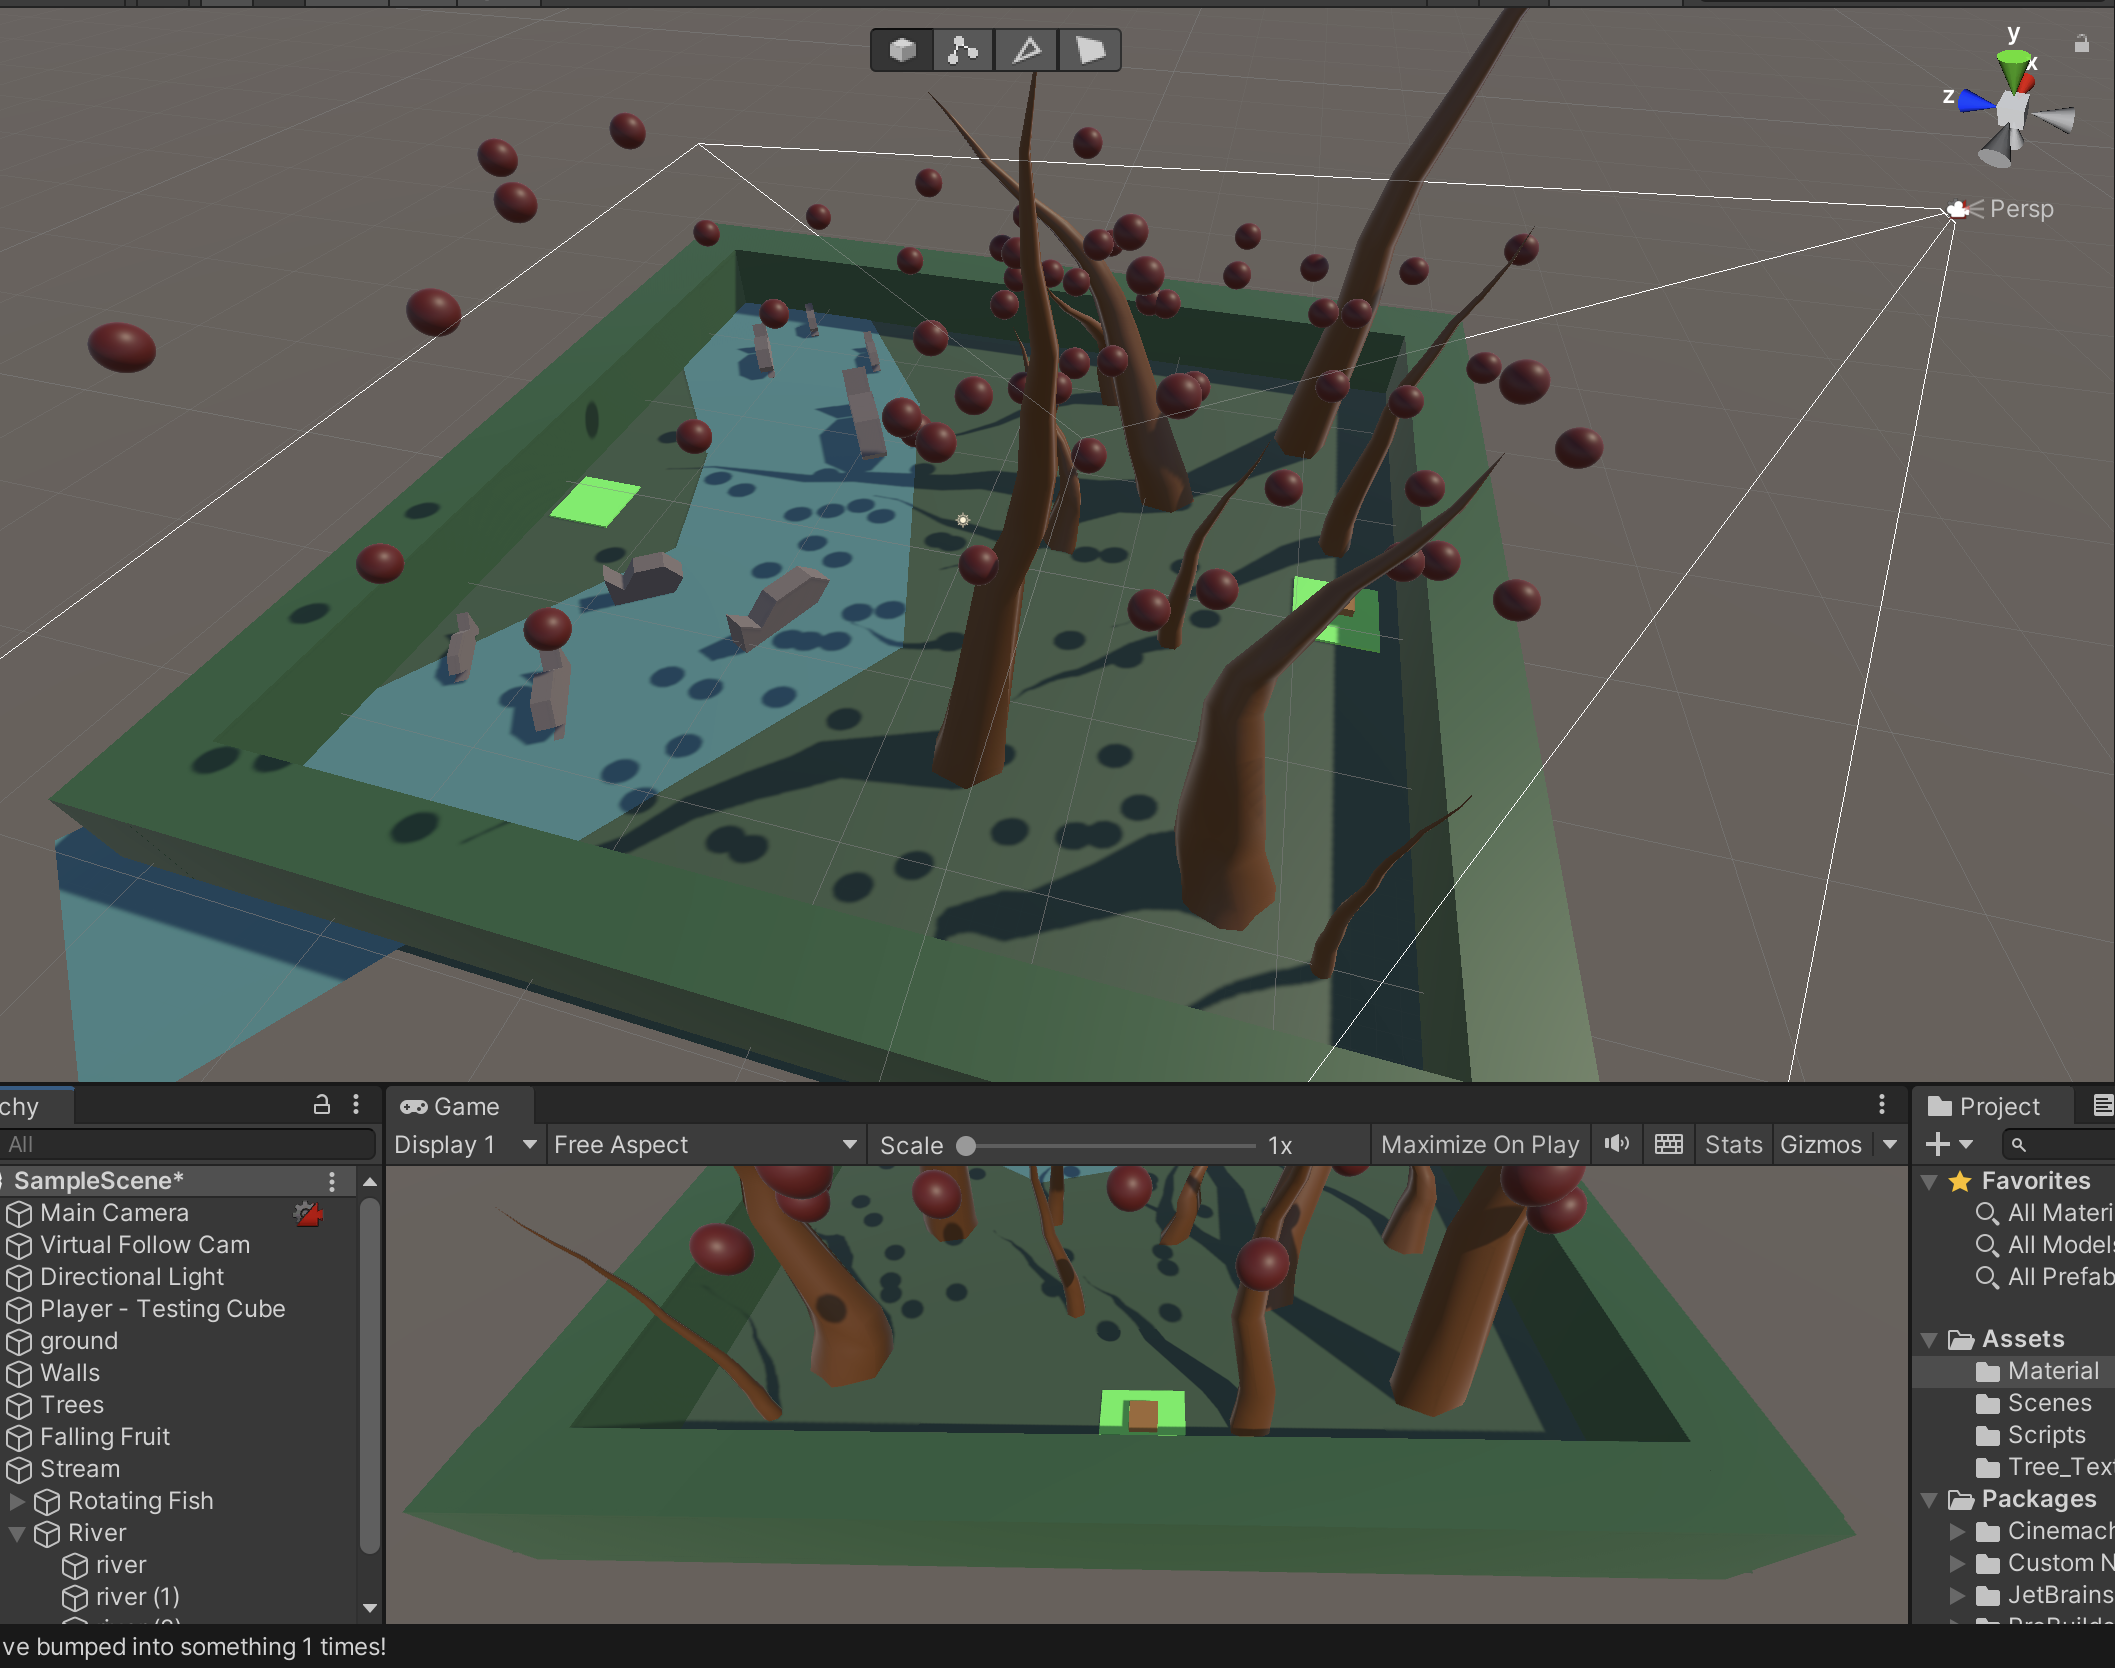 y
x
z
Persp
chy
All
SampleScene*
Main Camera
Virtual Follow Cam
Directional Light
Player - Testing Cube
ground
Walls
Trees
Falling Fruit
Stream
Rotating Fish
River
river
river (1)
Game
Display 1
Free Aspect
Scale
1x
Maximize On Play
Stats
Gizmos
Project
Favorites
All Materi
All Models
All Prefab
Assets
Material
Scenes
Scripts
Tree_Text
Packages
Cinemach
Custom N
JetBrains
ve bumped into something 1 times!